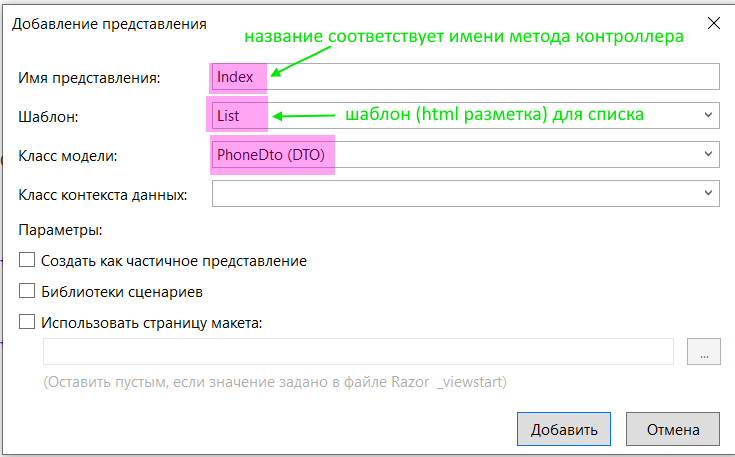 Добавление представления
название соответствует имени метода контроллера
Имя представления: Index
Шаблон: List
шаблон (html разметка) для списка
Класс модели: PhoneDto (DTO)
Класс контекста данных:
Параметры:
Создать как частичное представление
Библиотеки сценариев
Использовать страницу макета:
...
(Оставить пустым, если значение задано в файле Razor _viewstart)
Добавить Отмена